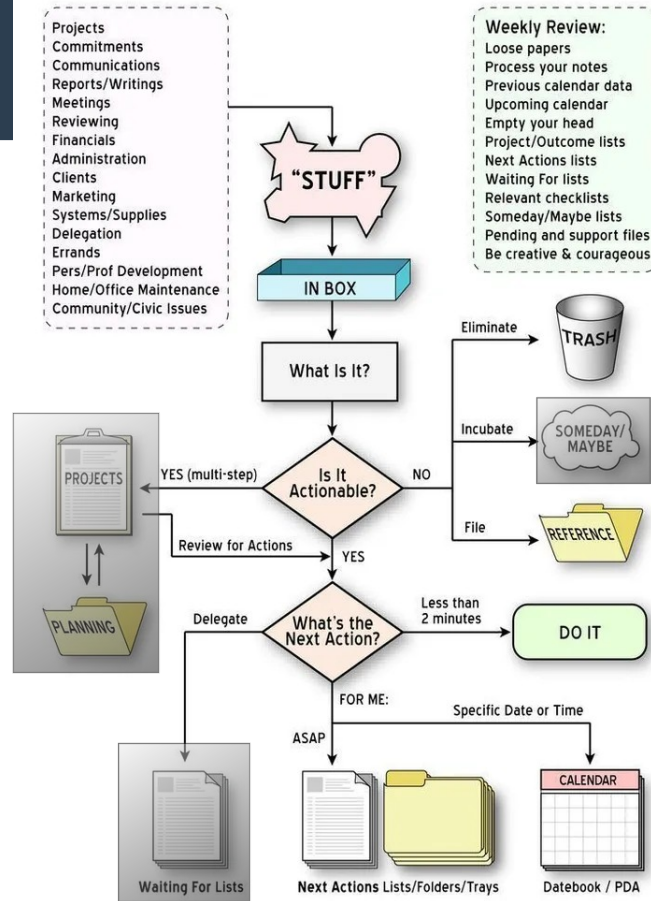 Projects
Commitments
Communications
Reports/Writings
Meetings
Reviewing
Financials
Administration
Clients
Marketing
Systems/Supplies
Delegation
Errands
Pers/Prof Development
Home/Office Maintenance
Community/Civic Issues
Weekly Review:
Loose papers
Process your notes
Previous calendar data
Upcoming calendar
Empty your head
Project/Outcome lists
Next Actions lists
Waiting For lists
Relevant checklists
Someday/Maybe lists
Pending and support files
Be creative & courageous
"STUFF"
IN BOX
What Is It?
Eliminate
TRASH
Incubate
SOMEDAY/
MAYBE
File
REFERENCE
Is It
Actionable?
NO
YES (multi-step)
PROJECTS
Review for Actions
YES
PLANNING
Delegate
What's the
Next Action?
Less than
2 minutes
DO IT
FOR ME:
Specific Date or Time
ASAP
CALENDAR
Waiting For Lists
Next Actions Lists/Folders/Trays
Datebook / PDA